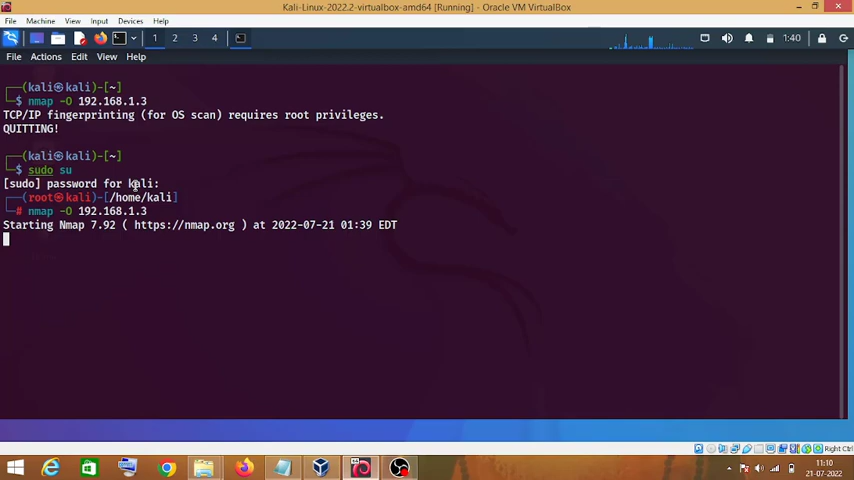 Kali-Linux-2022.2-virtualbox-amd64 [Running] - Oracle VM VirtualBox
File Machine View Input Devices Help
1 2 3 4
1:40
File Actions Edit View Help
┌──(kali㉿kali)-[~]
└─$ nmap -O 192.168.1.3
TCP/IP fingerprinting (for OS scan) requires root privileges.
QUITTING!
┌──(kali㉿kali)-[~]
└─$ sudo su
[sudo] password for kali:
┌──(root㉿kali)-[/home/kali]
└─# nmap -O 192.168.1.3
Starting Nmap 7.92 ( https://nmap.org ) at 2022-07-21 01:39 EDT
Right Ctrl
11:10
21-07-2022